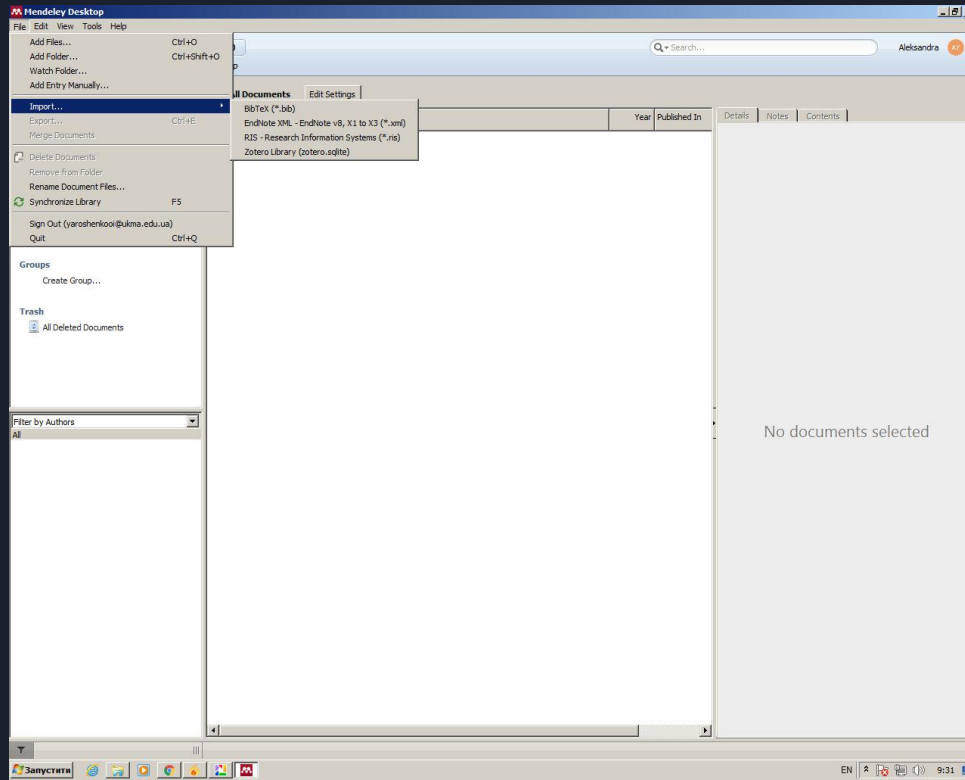 Mendeley Desktop
File Edit View Tools Help
Add Files... Ctrl+O
Add Folder... Ctrl+Shift+O
Watch Folder...
Add Entry Manually...
Import...
Export... Ctrl+E
Merge Documents
Delete Documents
Remove from Folder
Rename Document Files...
Synchronize Library F5
Sign Out (yaroshenkooi@ukma.edu.ua)
Quit Ctrl+Q
BibTeX (*.bib)
EndNote XML - EndNote v8, X1 to X3 (*.xml)
RIS - Research Information Systems (*.ris)
Zotero Library (zotero.sqlite)
Search...
Aleksandra
AY
ll Documents Edit Settings
Year Published In
Details Notes Contents
Groups
Create Group...
Trash
All Deleted Documents
Filter by Authors
All
No documents selected
Запустити
EN 9:31